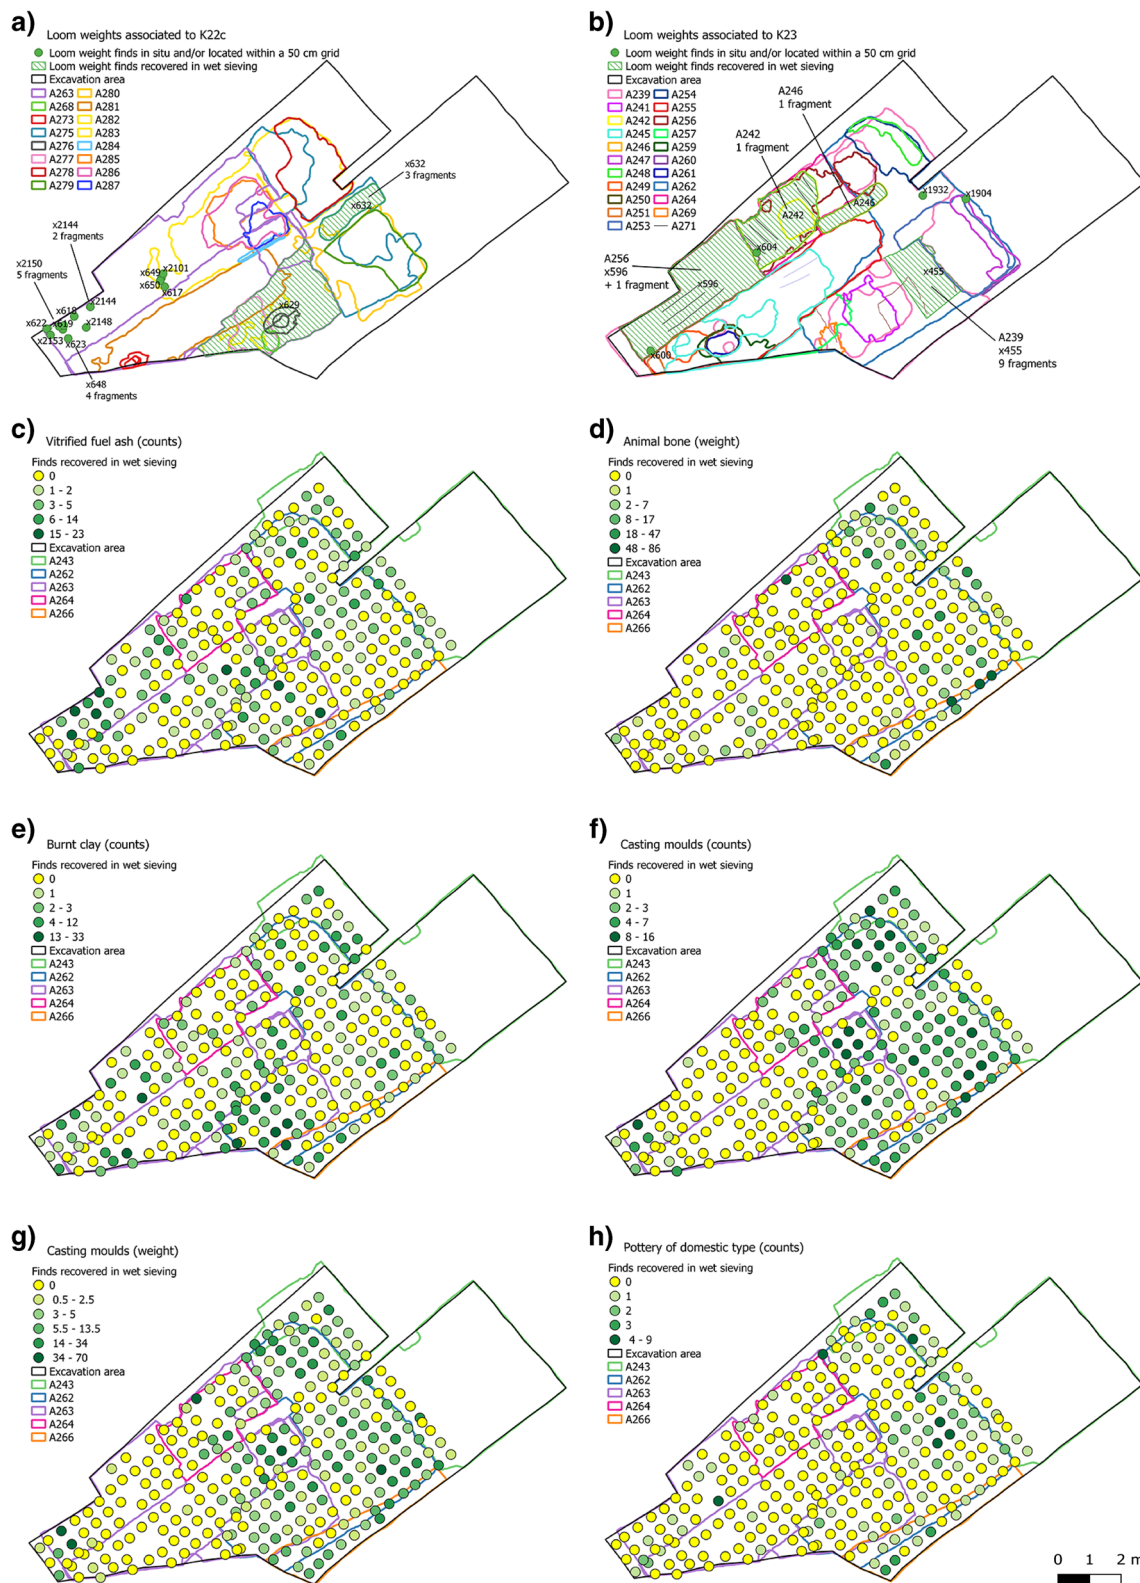 a)
Loom weights associated to K22c
Loom weight finds in situ and/or located within a 50 cm grid
Loom weight finds recovered in wet sieving
Excavation area
A263 A280
A268 A281
A273 A282
A275 A283
A276 A284
A277 A285
A278 A286
A279 A287
x632
3 fragments
x632
x2144
2 fragments
x2150
5 fragments
x649 x2101
x650
x617
x2144
x618
x622 x619 x2148
x2153 x623
x629
x648
4 fragments
b)
Loom weights associated to K23
Loom weight finds in situ and/or located within a 50 cm grid
Loom weight finds recovered in wet sieving
Excavation area
A239 A254
A241 A255
A242 A256
A245 A257
A246 A259
A247 A260
A248 A261
A249 A262
A250 A264
A251 A269
A253 A271
A246
1 fragment
A242
1 fragment
x1932
x1904
A246
A242
x604
A256
x596
+ 1 fragment
x596
x455
x600
A239
x455
9 fragments
c)
Vitrified fuel ash (counts)
Finds recovered in wet sieving
0
1 - 2
3 - 5
6 - 14
15 - 23
Excavation area
A243
A262
A263
A264
A266
d)
Animal bone (weight)
Finds recovered in wet sieving
0
1
2 - 7
8 - 17
18 - 47
48 - 86
Excavation area
A243
A262
A263
A264
A266
e)
Burnt clay (counts)
Finds recovered in wet sieving
0
1
2 - 3
4 - 12
13 - 33
Excavation area
A243
A262
A263
A264
A266
f)
Casting moulds (counts)
Finds recovered in wet sieving
0
1
2 - 3
4 - 7
8 - 16
Excavation area
A243
A262
A263
A264
A266
g)
Casting moulds (weight)
Finds recovered in wet sieving
0
0.5 - 2.5
3 - 5
5.5 - 13.5
14 - 34
34 - 70
Excavation area
A243
A262
A263
A264
A266
h)
Pottery of domestic type (counts)
Finds recovered in wet sieving
0
1
2
3
4 - 9
Excavation area
A243
A262
A263
A264
A266
0 1 2 m